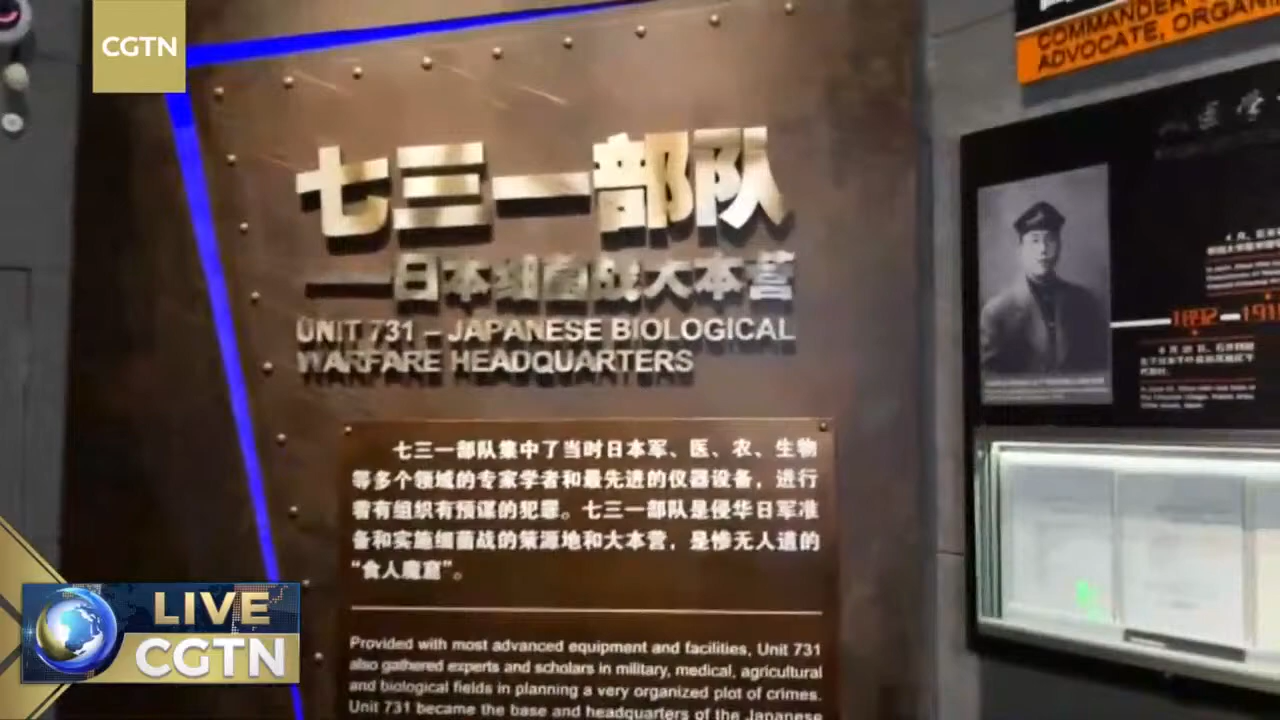 CGTN
七三一部队
——日本细菌战大本营
UNIT 731 – JAPANESE BIOLOGICAL
WARFARE HEADQUARTERS
七三一部队集中了当时日本军、医、农、生物
等多个领域的专家学者和最先进的仪器设备，进行
着有组织有预谋的犯罪。七三一部队是侵华日军准
备和实施细菌战的策源地和大本营，是惨无人道的
“食人魔窟”。
Provided with most advanced equipment and facilities, Unit 731
also gathered experts and scholars in military, medical, agricultural
and biological fields in planning a very organized plot of crimes.
Unit 731 became the base and headquarters of the Japanese
COMMANDER
ADVOCATE, ORGANI
1892
LIVE
CGTN